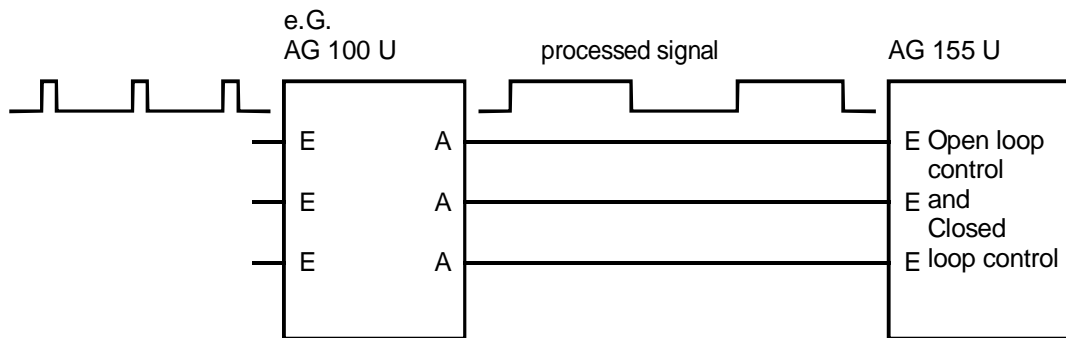 e.G.
AG 100 U
processed signal
AG 155 U
E
A
E Open loop
control
E
A
E and
Closed
E
A
E loop control